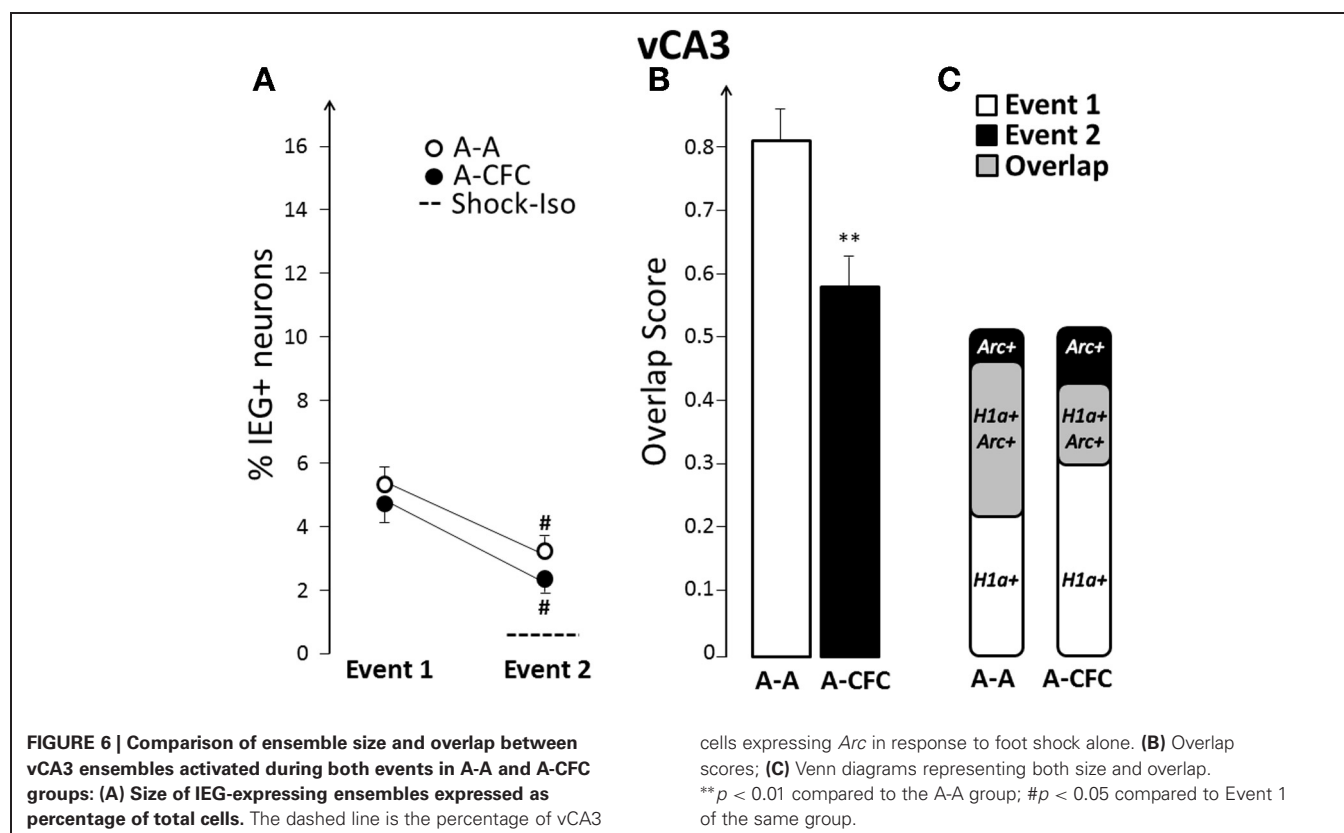 vCA3
A
16
14
12
10
8
6
4
2
0
% IEG+ neurons
A-A
A-CFC
-- Shock-Iso
#
#
Event 1
Event 2
B
0.8
0.7
0.6
0.5
0.4
0.3
0.2
0.1
0
Overlap Score
**
A-A
A-CFC
C
Event 1
Event 2
Overlap
Arc+
H1a+
Arc+
H1a+
Arc+
H1a+
Arc+
H1a+
A-A
A-CFC
FIGURE 6 | Comparison of ensemble size and overlap between
vCA3 ensembles activated during both events in A-A and A-CFC
groups: (A) Size of IEG-expressing ensembles expressed as
percentage of total cells. The dashed line is the percentage of vCA3
cells expressing Arc in response to foot shock alone. (B) Overlap
scores; (C) Venn diagrams representing both size and overlap.
**p < 0.01 compared to the A-A group; #p < 0.05 compared to Event 1
of the same group.